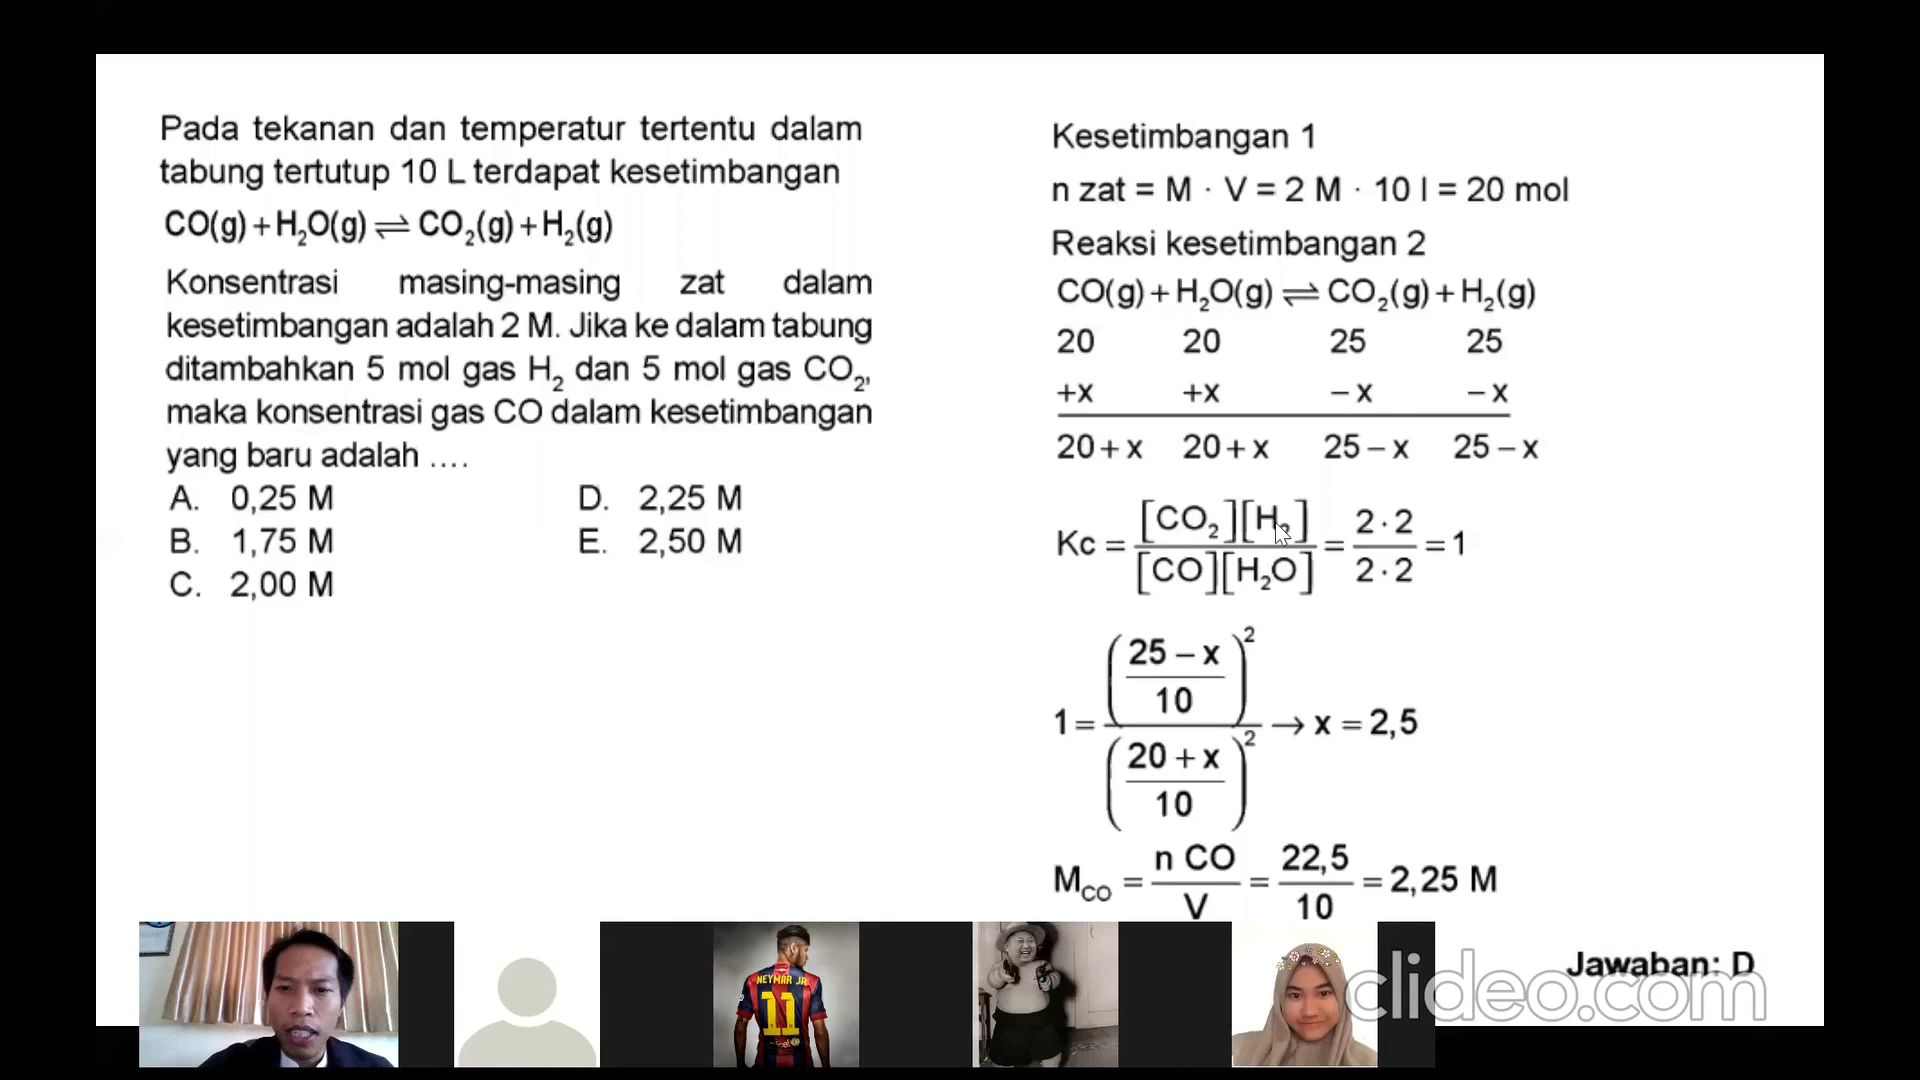 Pada tekanan dan temperatur tertentu dalam
tabung tertutup 10 L terdapat kesetimbangan
CO(g) + H₂O(g) ⇌ CO₂(g) + H₂(g)
Konsentrasi masing-masing zat dalam
kesetimbangan adalah 2 M. Jika ke dalam tabung
ditambahkan 5 mol gas H₂ dan 5 mol gas CO₂,
maka konsentrasi gas CO dalam kesetimbangan
yang baru adalah ....
A. 0,25 M D. 2,25 M
B. 1,75 M E. 2,50 M
C. 2,00 M
Kesetimbangan 1
n zat = M · V = 2 M · 10 l = 20 mol
Reaksi kesetimbangan 2
CO(g) + H₂O(g) ⇌ CO₂(g) + H₂(g)
20 20 25 25
+x +x – x – x
20 + x 20 + x 25 – x 25 – x
Kc = [CO₂][H₂] / [CO][H₂O] = 2 · 2 / 2 · 2 = 1
1 = ((25 – x) / 10)² / ((20 + x) / 10)² → x = 2,5
M_CO = n CO / V = 22,5 / 10 = 2,25 M
Jawaban: D
clideo.com
NEYMAR JR
11